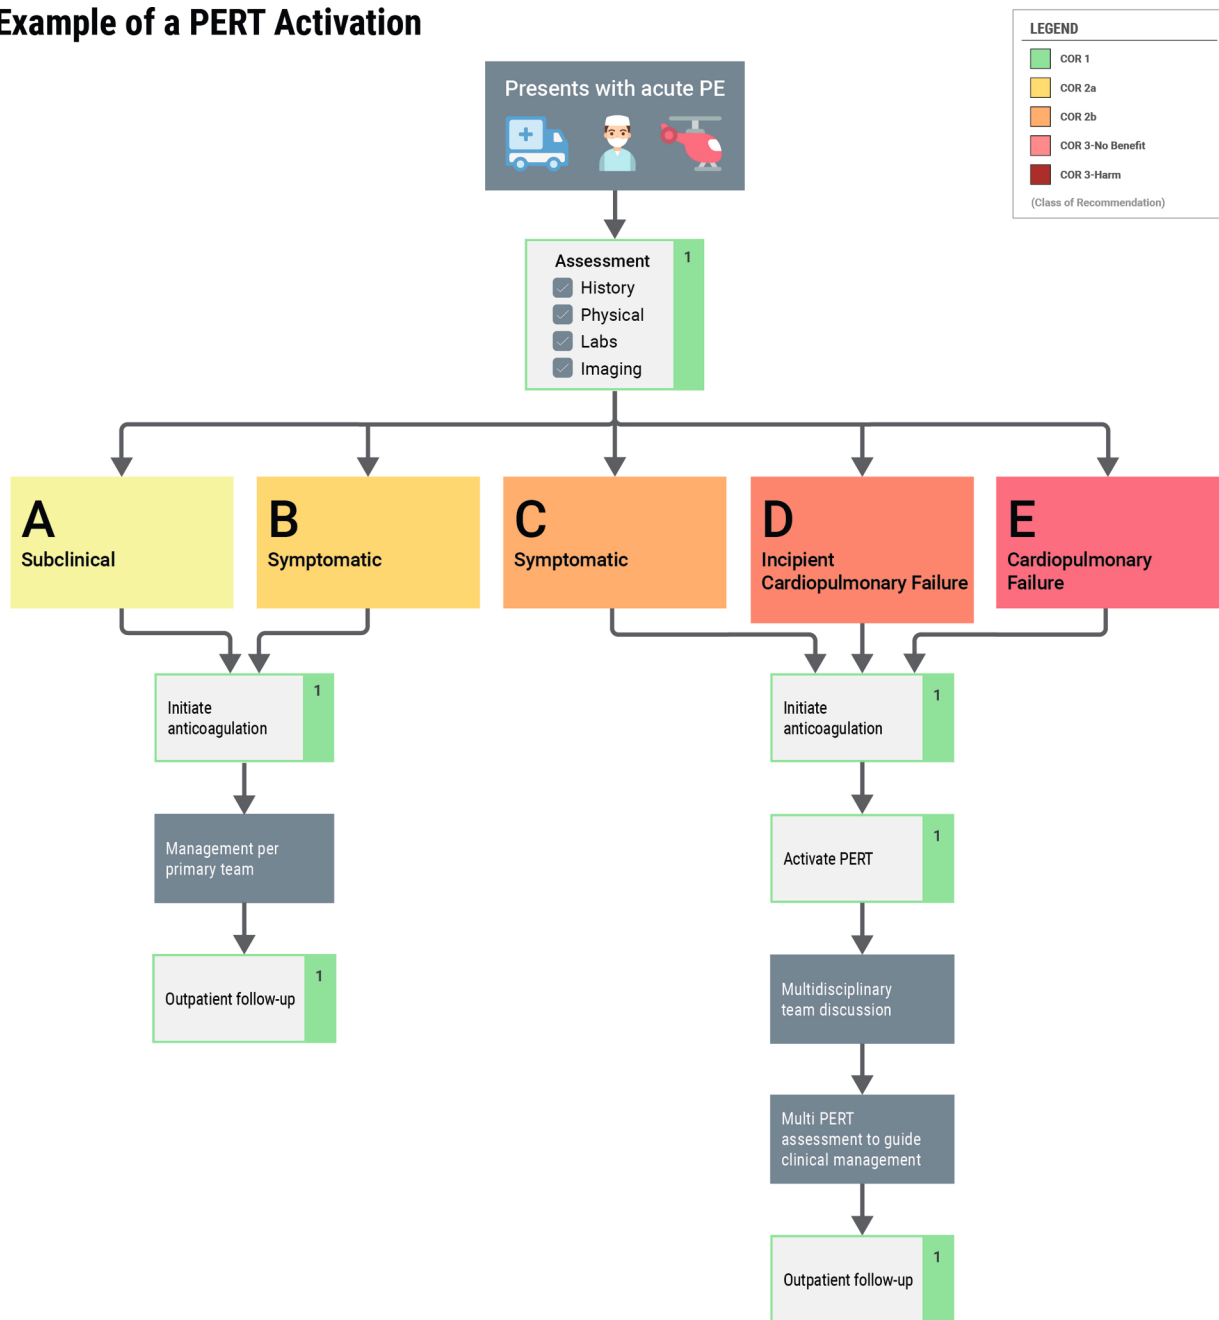 Example of a PERT Activation
LEGEND
COR 1
COR 2a
COR 2b
COR 3-No Benefit
COR 3-Harm
(Class of Recommendation)
Presents with acute PE
Assessment
1
History
Physical
Labs
Imaging
A
Subclinical
B
Symptomatic
C
Symptomatic
D
Incipient
Cardiopulmonary Failure
E
Cardiopulmonary
Failure
Initiate
anticoagulation
1
Management per
primary team
Outpatient follow-up
1
Initiate
anticoagulation
1
Activate PERT
1
Multidisciplinary
team discussion
Multi PERT
assessment to guide
clinical management
Outpatient follow-up
1